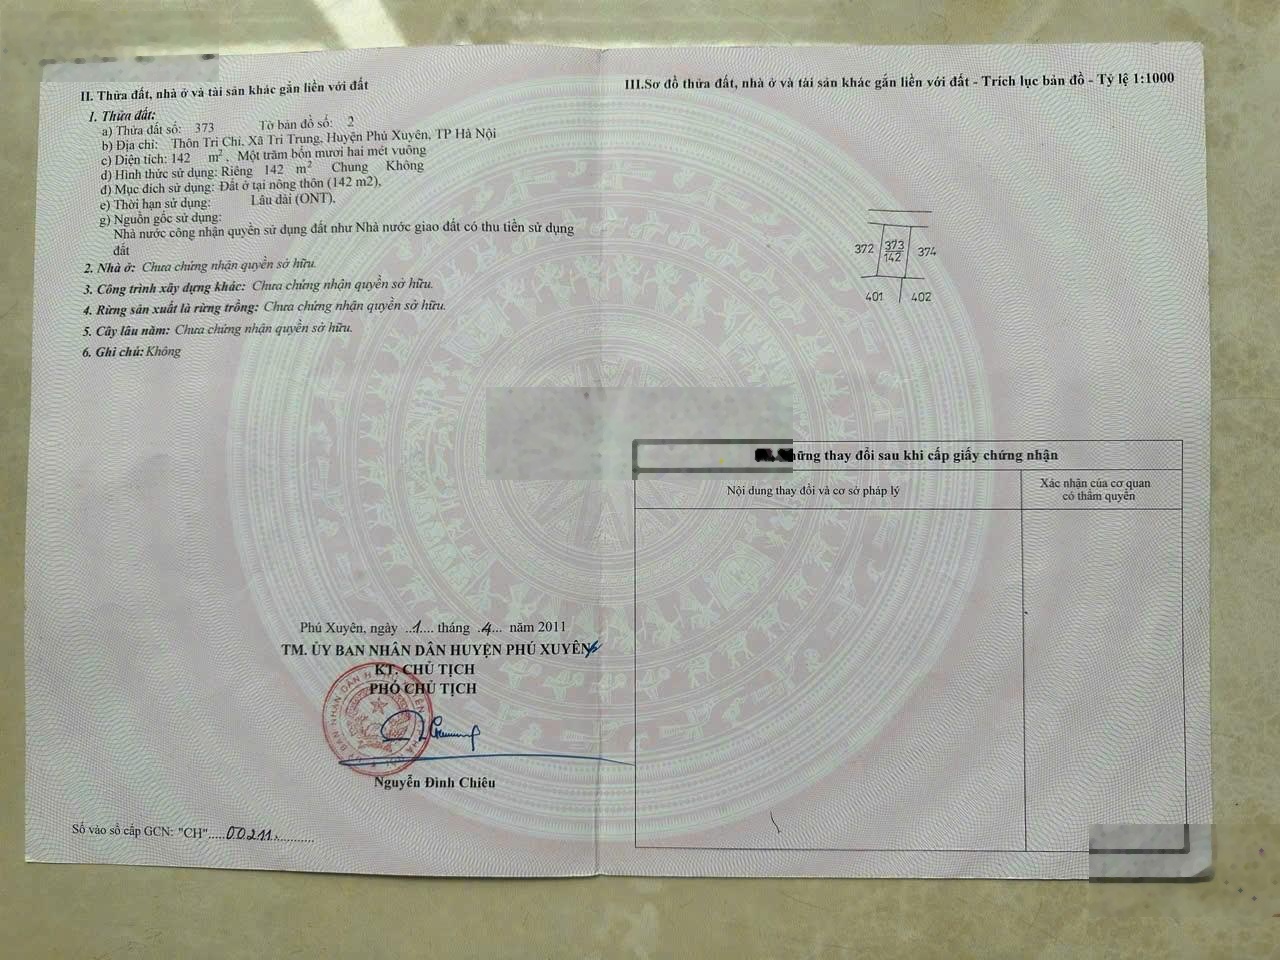 II. Thửa đất, nhà ở và tài sản khác gắn liền với đất
1. Thửa đất:
a) Thửa đất số: 373 Tờ bản đồ số: 2
b) Địa chỉ: Thôn Tri Chỉ, Xã Tri Trung, Huyện Phú Xuyên, TP Hà Nội
c) Diện tích: 142 m², Một trăm bốn mươi hai mét vuông
d) Hình thức sử dụng: Riêng 142 m² Chung Không
đ) Mục đích sử dụng: Đất ở tại nông thôn (142 m2),
e) Thời hạn sử dụng: Lâu dài (ONT).
g) Nguồn gốc sử dụng:
Nhà nước công nhận quyền sử dụng đất như Nhà nước giao đất có thu tiền sử dụng
đất
2. Nhà ở: Chưa chứng nhận quyền sở hữu.
3. Công trình xây dựng khác: Chưa chứng nhận quyền sở hữu.
4. Rừng sản xuất là rừng trồng: Chưa chứng nhận quyền sở hữu.
5. Cây lâu năm: Chưa chứng nhận quyền sở hữu.
6. Ghi chú: Không
Phú Xuyên, ngày ..1.... tháng .4... năm 2011
TM. ỦY BAN NHÂN DÂN HUYỆN PHÚ XUYÊN
KT. CHỦ TỊCH
PHÓ CHỦ TỊCH
Nguyễn Đình Chiêu
Số vào sổ cấp GCN: "CH".....00211............
III.Sơ đồ thửa đất, nhà ở và tài sản khác gắn liền với đất - Trích lục bản đồ - Tỷ lệ 1:1000
372 373 374
142
401 402
hững thay đổi sau khi cấp giấy chứng nhận
Nội dung thay đổi và cơ sở pháp lý
Xác nhận của cơ quan
có thẩm quyền